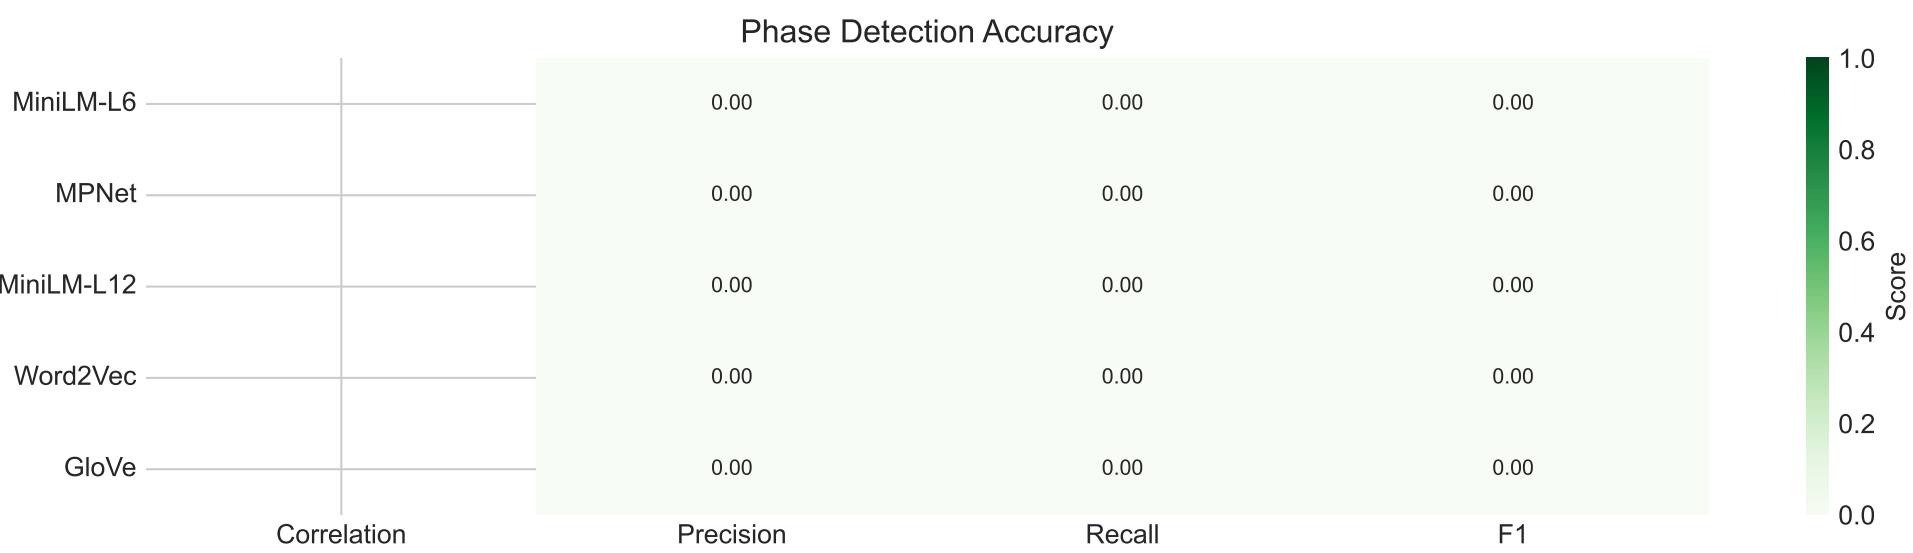 Phase Detection Accuracy
MiniLM-L6 0.00 0.00 0.00
MPNet 0.00 0.00 0.00
MiniLM-L12 0.00 0.00 0.00
Word2Vec 0.00 0.00 0.00
GloVe 0.00 0.00 0.00
Correlation Precision Recall F1
1.0
0.8
0.6
0.4
0.2
0.0
Score